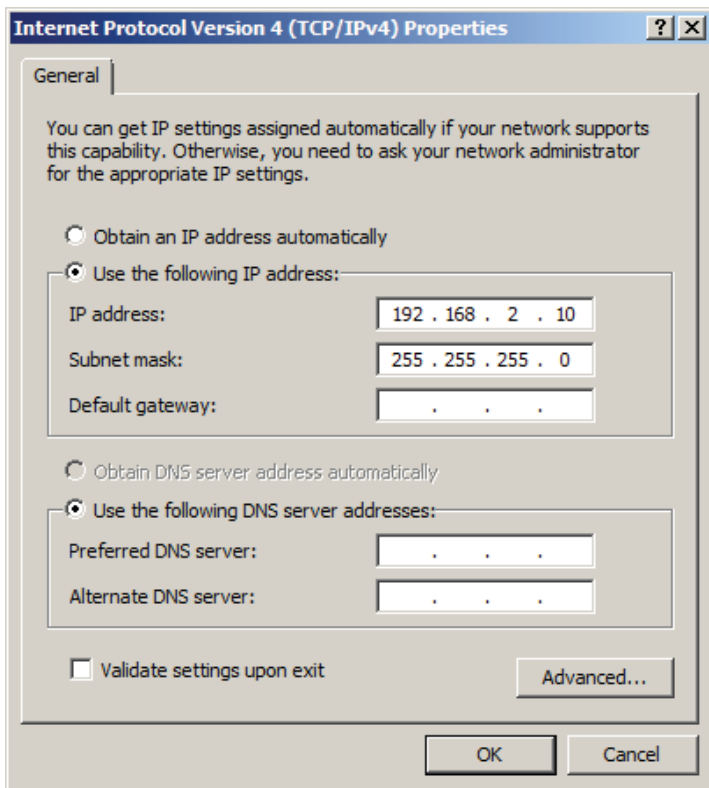 Internet Protocol Version 4 (TCP/IPv4) Properties
General
You can get IP settings assigned automatically if your network supports
this capability. Otherwise, you need to ask your network administrator
for the appropriate IP settings.
Obtain an IP address automatically
Use the following IP address:
IP address: 192 . 168 . 2 . 10
Subnet mask: 255 . 255 . 255 . 0
Default gateway: . . .
Obtain DNS server address automatically
Use the following DNS server addresses:
Preferred DNS server: . . .
Alternate DNS server: . . .
Validate settings upon exit
Advanced...
OK Cancel